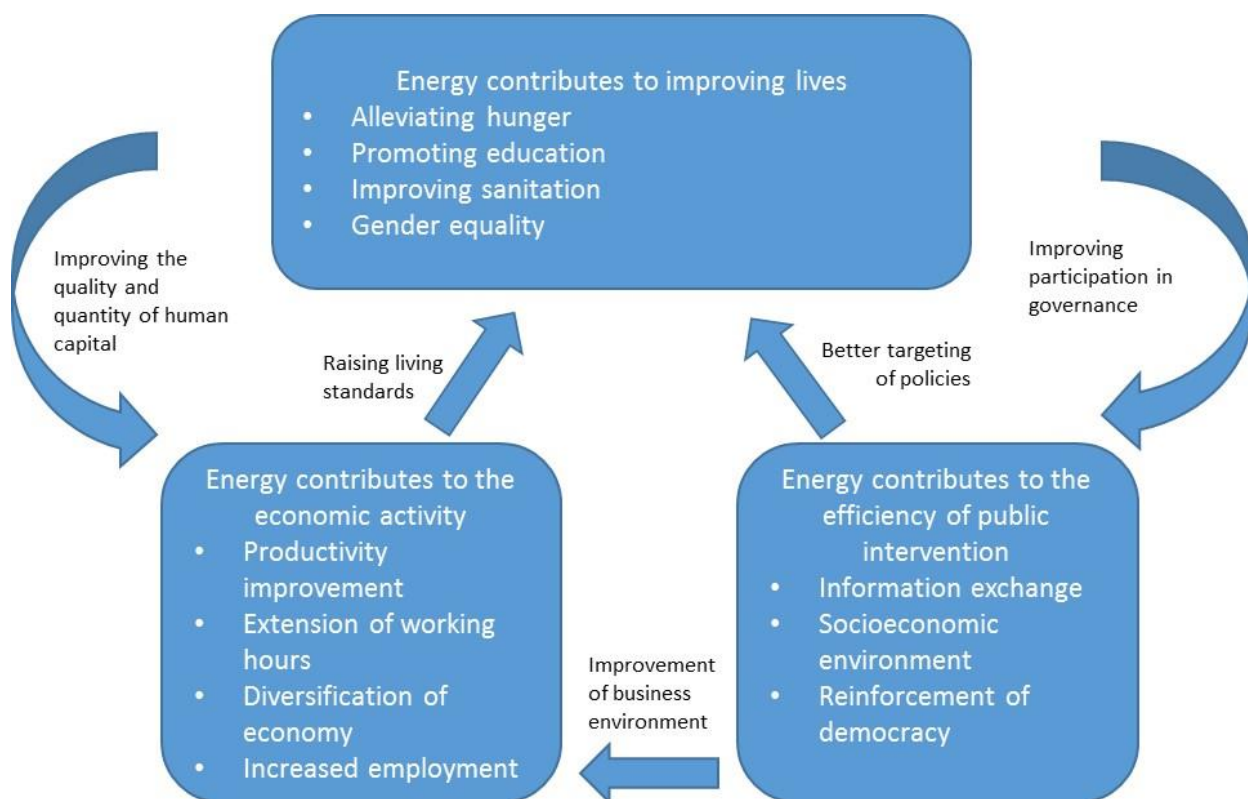 Energy contributes to improving lives
• Alleviating hunger
• Promoting education
• Improving sanitation
• Gender equality
Improving the
quality and
quantity of human
capital
Improving
participation in
governance
Raising living
standards
Better targeting
of policies
Energy contributes to the
economic activity
• Productivity
improvement
• Extension of working
hours
• Diversification of
economy
• Increased employment
Improvement
of business
environment
Energy contributes to the
efficiency of public
intervention
• Information exchange
• Socioeconomic
environment
• Reinforcement of
democracy